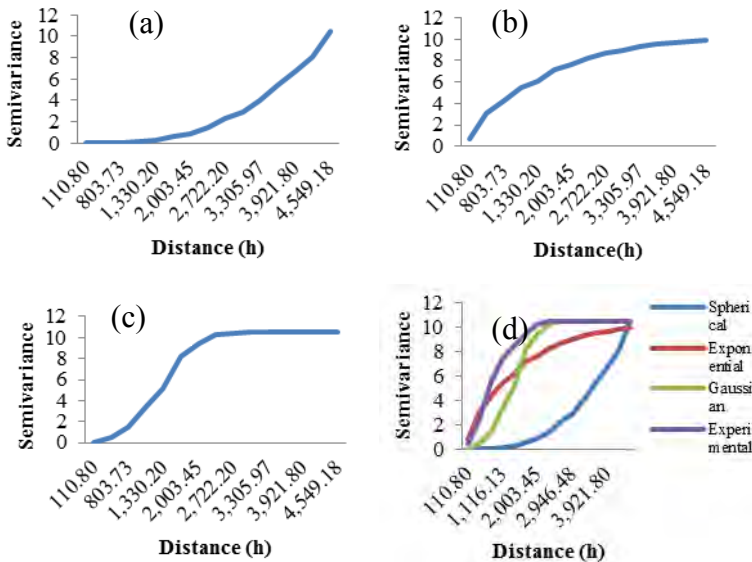 (a)
Semivariance
12
10
8
6
4
2
0
110.80
803.73
1,330.20
2,003.45
2,722.20
3,305.97
3,921.80
4,549.18
Distance (h)
(b)
Semivariance
12
10
8
6
4
2
0
110.80
803.73
1,330.20
2,003.45
2,722.20
3,305.97
3,921.80
4,549.18
Distance(h)
(c)
Semivariance
12
10
8
6
4
2
0
110.80
803.73
1,330.20
2,003.45
2,722.20
3,305.97
3,921.80
4,549.18
Distance (h)
(d)
Semivariance
12
10
8
6
4
2
0
110.80
1,116.13
2,003.45
2,946.48
3,921.80
Distance (h)
Spheri
cal
Expon
ential
Gaussi
an
Experi
mental